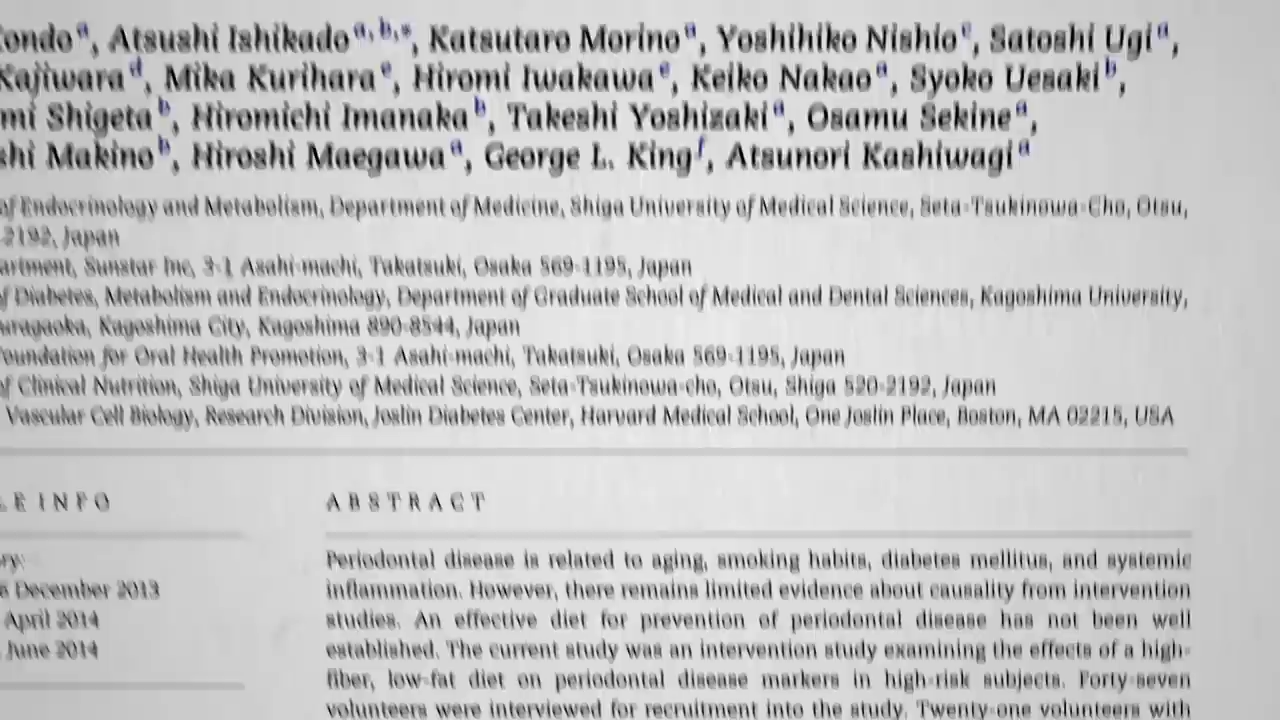 ondo a, Atsushi Ishikado a,b,*, Katsutaro Morino a, Yoshihiko Nishio c, Satoshi Ugi a,
Kajiwara d, Mika Kurihara e, Hiromi Iwakawa e, Keiko Nakao a, Syoko Uesaki b,
mi Shigeta b, Hiromichi Imanaka b, Takeshi Yoshizaki a, Osamu Sekine a,
shi Makino b, Hiroshi Maegawa a, George L. King f, Atsunori Kashiwagi a
of Endocrinology and Metabolism, Department of Medicine, Shiga University of Medical Science, Seta-Tsukinowa-Cho, Otsu,
-2192, Japan
artment, Sunstar Inc, 3-1 Asahi-machi, Takatsuki, Osaka 569-1195, Japan
f Diabetes, Metabolism and Endocrinology, Department of Graduate School of Medical and Dental Sciences, Kagoshima University,
uragaoka, Kagoshima City, Kagoshima 890-8544, Japan
oundation for Oral Health Promotion, 3-1 Asahi-machi, Takatsuki, Osaka 569-1195, Japan
f Clinical Nutrition, Shiga University of Medical Science, Seta-Tsukinowa-cho, Otsu, Shiga 520-2192, Japan
Vascular Cell Biology, Research Division, Joslin Diabetes Center, Harvard Medical School, One Joslin Place, Boston, MA 02215, USA
LE INFO
ry:
6 December 2013
April 2014
June 2014
ABSTRACT
Periodontal disease is related to aging, smoking habits, diabetes mellitus, and systemic
inflammation. However, there remains limited evidence about causality from intervention
studies. An effective diet for prevention of periodontal disease has not been well
established. The current study was an intervention study examining the effects of a high-
fiber, low-fat diet on periodontal disease markers in high-risk subjects. Forty-seven
volunteers were interviewed for recruitment into the study. Twenty-one volunteers with